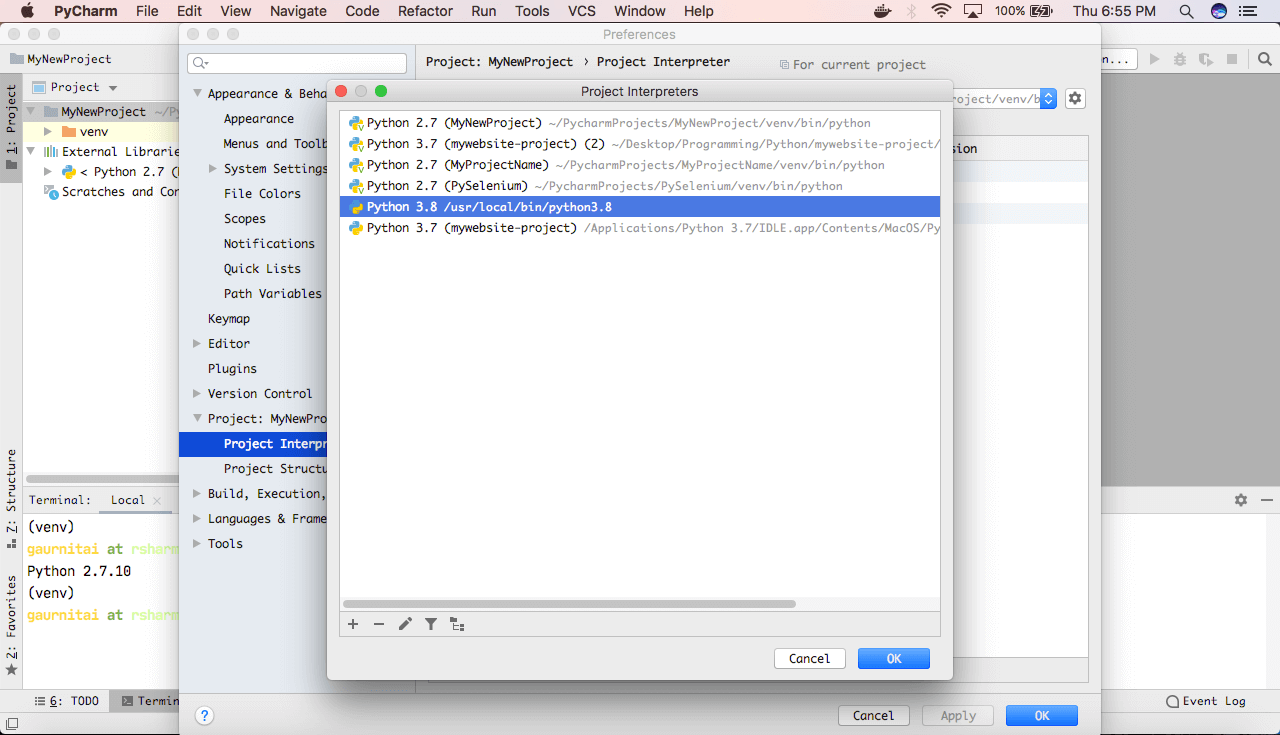 PyCharm File Edit View Navigate Code Refactor Run Tools VCS Window Help 100% Thu 6:55 PM
Preferences
MyNewProject
Project: MyNewProject › Project Interpreter For current project
n...
Project
1: Project
MyNewProject ~/Py
venv
External Librarie
< Python 2.7 (
Scratches and Con
Appearance & Beha
Appearance
Menus and Toolb
System Settings
File Colors
Scopes
Notifications
Quick Lists
Path Variables
Keymap
Editor
Plugins
Version Control
Project: MyNewPro
Project Interpr
Project Structu
Build, Execution,
Languages & Frame
Tools
roject/venv/b
sion
Project Interpreters
Python 2.7 (MyNewProject) ~/PycharmProjects/MyNewProject/venv/bin/python
Python 3.7 (mywebsite-project) (2) ~/Desktop/Programming/Python/mywebsite-project/
Python 2.7 (MyProjectName) ~/PycharmProjects/MyProjectName/venv/bin/python
Python 2.7 (PySelenium) ~/PycharmProjects/PySelenium/venv/bin/python
Python 3.8 /usr/local/bin/python3.8
Python 3.7 (mywebsite-project) /Applications/Python 3.7/IDLE.app/Contents/MacOS/Py
Cancel OK
Z: Structure
2: Favorites
Terminal: Local
(venv)
gaurnitai at rsharm
Python 2.7.10
(venv)
gaurnitai at rsharm
6: TODO Termin
Event Log
? Cancel Apply OK